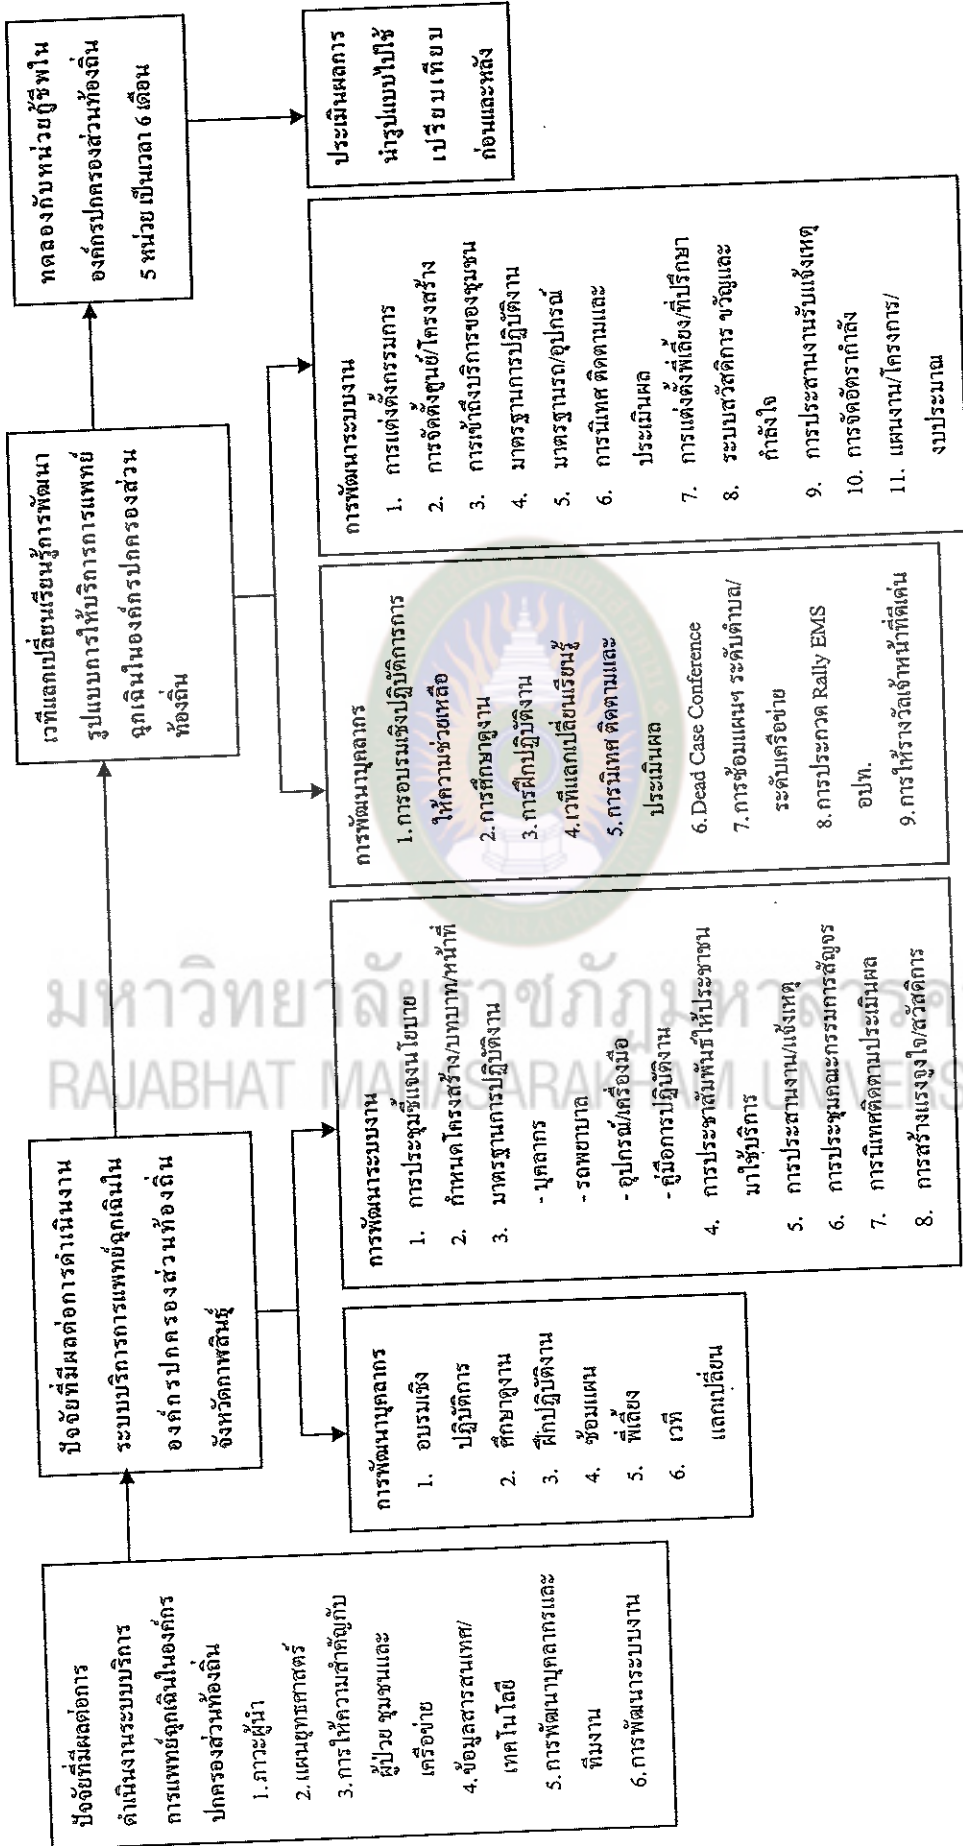 ปัจจัยที่มีผลต่อการ
ดำเนินงานระบบบริการ
การแพทย์ฉุกเฉินในองค์กร
ปกครองส่วนท้องถิ่น
1.ภาวะผู้นำ
2.แผนยุทธศาสตร์
3.การให้ความสำคัญกับ
ผู้ป่วย ชุมชนและ
เครือข่าย
4.ข้อมูลสารสนเทศ/
เทคโนโลยี
5.การพัฒนาบุคลากรและ
ทีมงาน
6.การพัฒนาระบบงาน
ปัจจัยที่มีผลต่อการดำเนินงาน
ระบบบริการการแพทย์ฉุกเฉินใน
องค์กรปกครองส่วนท้องถิ่น
จังหวัดกาฬสินธุ์
การพัฒนาบุคลากร
1. อบรมเชิง
ปฏิบัติการ
2. ศึกษาดูงาน
3. ฝึกปฏิบัติงาน
4. ซ้อมแผน
5. พี่เลี้ยง
6. เวที
แลกเปลี่ยน
การพัฒนาระบบงาน
1. การประชุมชี้แจงนโยบาย
2. กำหนดโครงสร้าง/บทบาท/หน้าที่
3. มาตรฐานการปฏิบัติงาน
- บุคลากร
- รถพยาบาล
- อุปกรณ์/เครื่องมือ
- คู่มือการปฏิบัติงาน
4. การประชาสัมพันธ์ให้ประชาชน
มาใช้บริการ
5. การประสานงาน/แจ้งเหตุ
6. การประชุมคณะกรรมการสัญจร
7. การนิเทศติดตามประเมินผล
8. การสร้างแรงจูงใจ/สวัสดิการ
เวทีแลกเปลี่ยนเรียนรู้การพัฒนา
รูปแบบการให้บริการการแพทย์
ฉุกเฉินในองค์กรปกครองส่วน
ท้องถิ่น
การพัฒนาบุคลากร
1.การอบรมเชิงปฏิบัติการการ
ให้ความช่วยเหลือ
2.การศึกษาดูงาน
3.การฝึกปฏิบัติงาน
4.เวทีแลกเปลี่ยนเรียนรู้
5.การนิเทศ ติดตามและ
ประเมินผล
6.Dead Case Conference
7.การซ้อมแผนฯ ระดับตำบล/
ระดับเครือข่าย
8.การประกวด Rally EMS
อปท.
9.การให้รางวัลเจ้าหน้าที่ดีเด่น
การพัฒนาระบบงาน
1. การแต่งตั้งกรรมการ
2. การจัดตั้งศูนย์/โครงสร้าง
3. การเข้าถึงบริการของชุมชน
4. มาตรฐานการปฏิบัติงาน
5. มาตรฐานรถ/อุปกรณ์
6. การนิเทศ ติดตามและ
ประเมินผล
7. การแต่งตั้งพี่เลี้ยง/ที่ปรึกษา
8. ระบบสวัสดิการ ขวัญและ
กำลังใจ
9. การประสานงานรับแจ้งเหตุ
10. การจัดอัตรากำลัง
11. แผนงาน/โครงการ/
งบประมาณ
ทดลองกับหน่วยกู้ชีพใน
องค์กรปกครองส่วนท้องถิ่น
5 หน่วย เป็นเวลา 6 เดือน
ประเมินผลการ
นำรูปแบบไปใช้
เปรียบเทียบ
ก่อนและหลัง
มหาวิทยาลัยราชภัฏมหาสารค
RAJABHAT MAHASARAKHAM UNIVERS